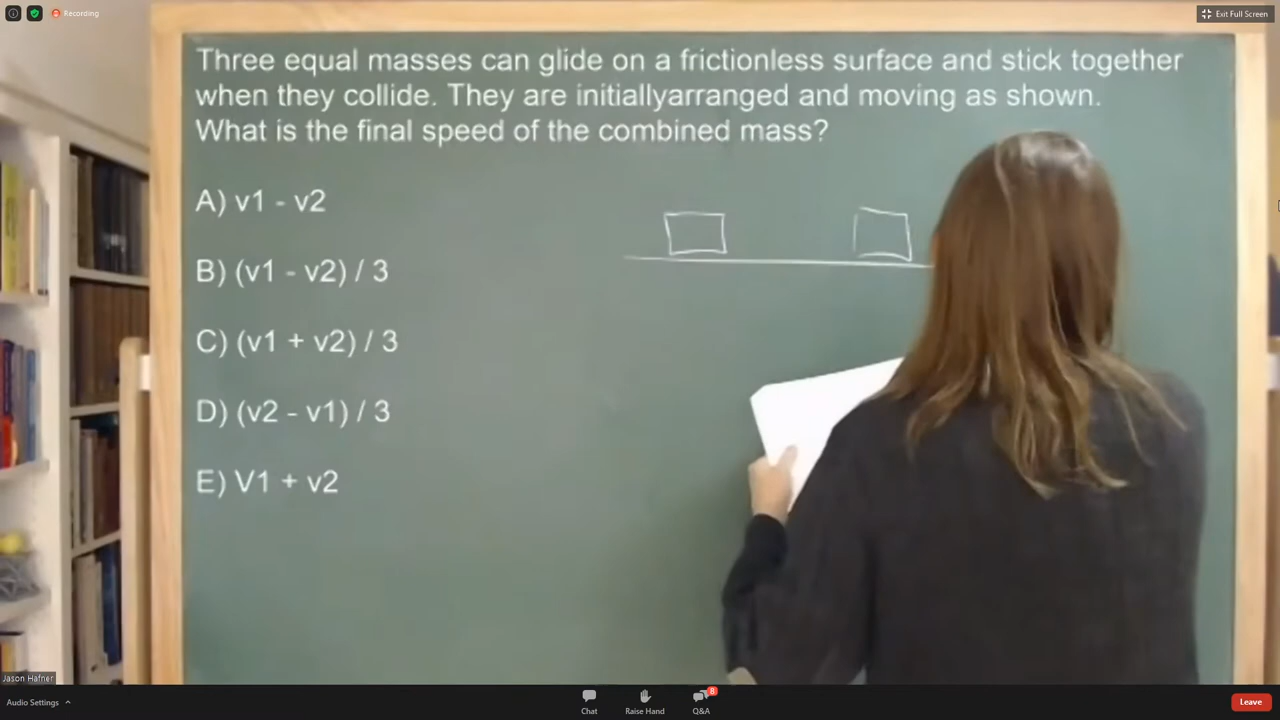 Recording
Exit Full Screen
Three equal masses can glide on a frictionless surface and stick together
when they collide. They are initiallyarranged and moving as shown.
What is the final speed of the combined mass?
A) v1 - v2
B) (v1 - v2) / 3
C) (v1 + v2) / 3
D) (v2 - v1) / 3
E) V1 + v2
Jason Hafner
Audio Settings
Chat
Raise Hand
8
Q&A
Leave